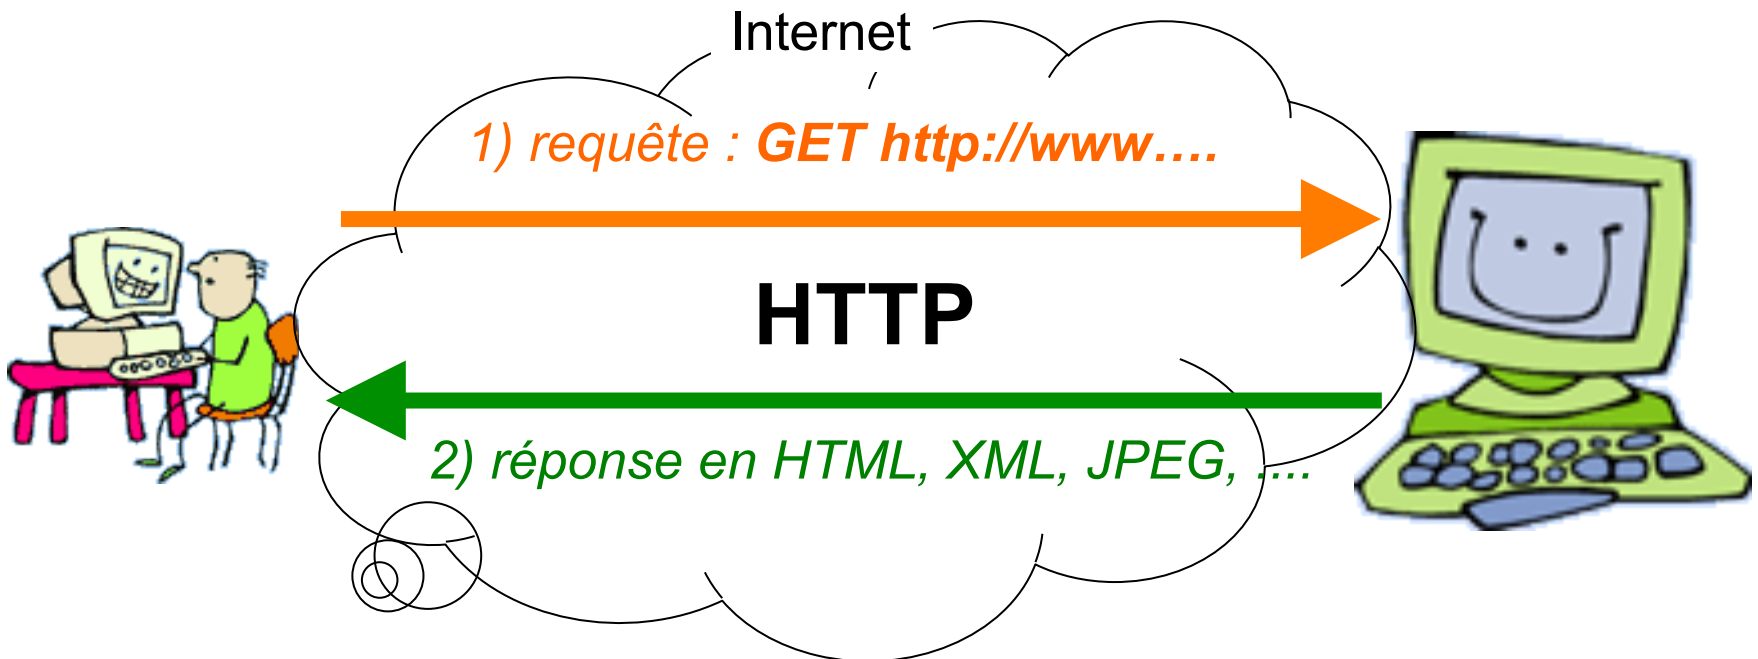 Internet
1) requête : GET http://www....
HTTP
2) réponse en HTML, XML, JPEG, ....